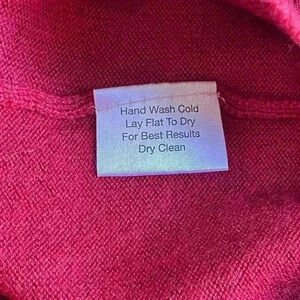 Hand Wash Cold
Lay Flat To Dry
For Best Results
Dry Clean